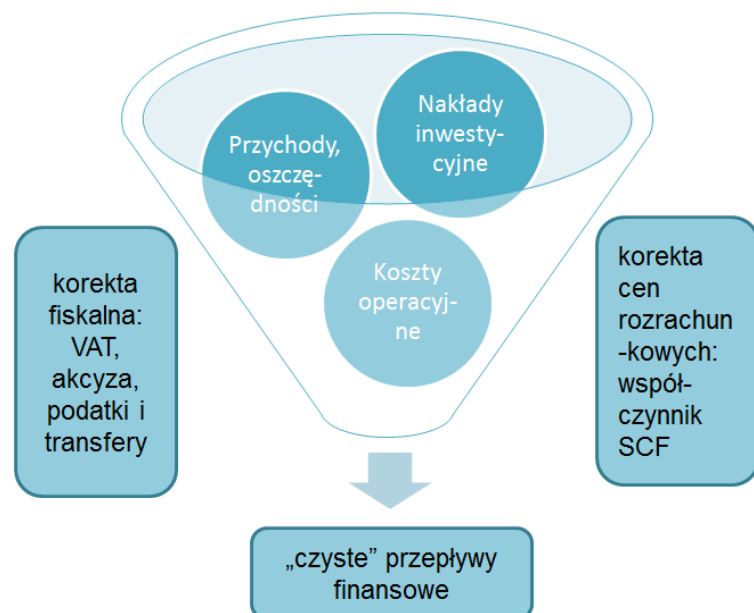 Nakłady
inwesty-
cyjne
Przychody,
oszczę-
dności
Koszty
operacyj-
ne
korekta
fiskalna:
VAT,
akcyza,
podatki i
transfery
korekta
cen
rozrachun
-kowych:
współ-
czynnik
SCF
„czyste” przepływy
finansowe